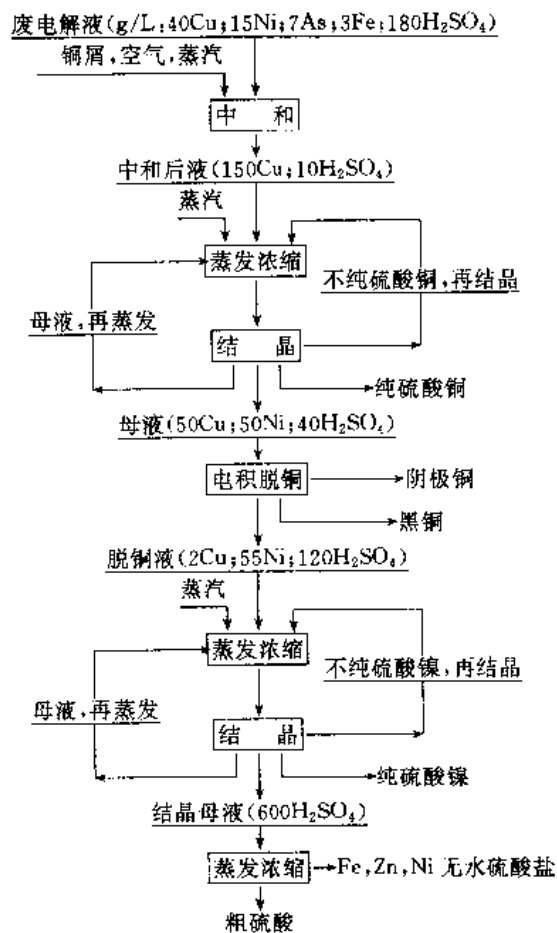 废电解液(g/L:40Cu;15Ni;7As;3Fe;180H₂SO₄)
铜屑,空气,蒸汽
中 和
中和后液(150Cu;10H₂SO₄)
蒸汽
蒸发浓缩
不纯硫酸铜,再结晶
母液,再蒸发
结 晶
纯硫酸铜
母液(50Cu;50Ni;40H₂SO₄)
电积脱铜
阴极铜
黑铜
脱铜液(2Cu;55Ni;120H₂SO₄)
蒸汽
蒸发浓缩
不纯硫酸镍,再结晶
母液,再蒸发
结 晶
纯硫酸镍
结晶母液(600H₂SO₄)
蒸发浓缩
Fe,Zn,Ni 无水硫酸盐
粗硫酸